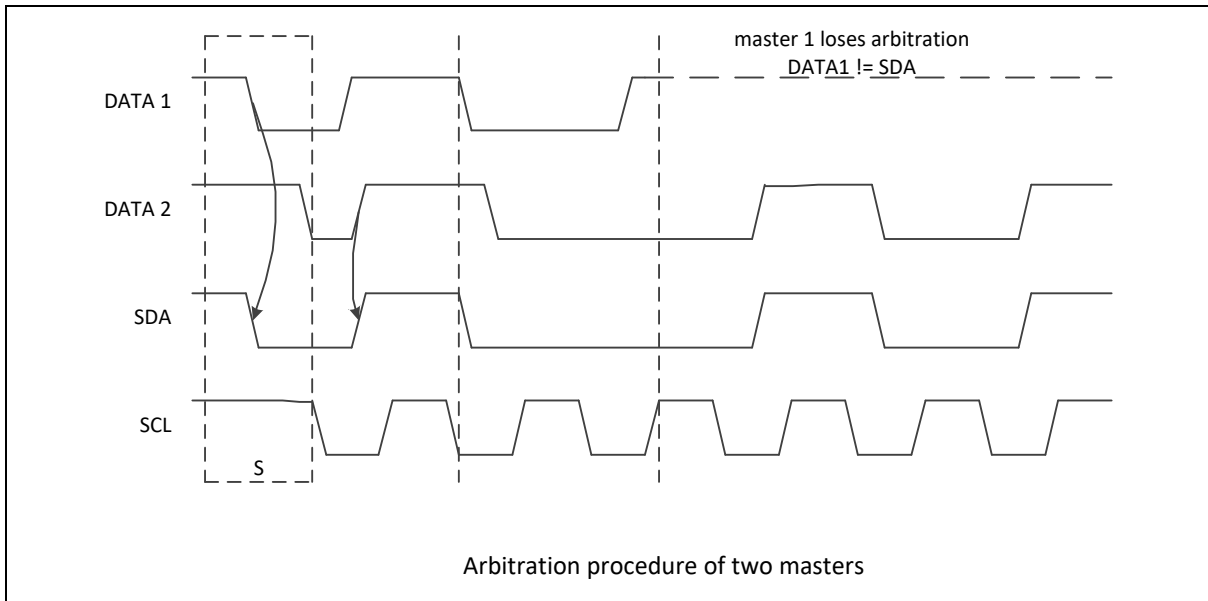 master 1 loses arbitration
DATA1 != SDA
DATA 1
DATA 2
SDA
SCL
S
Arbitration procedure of two masters